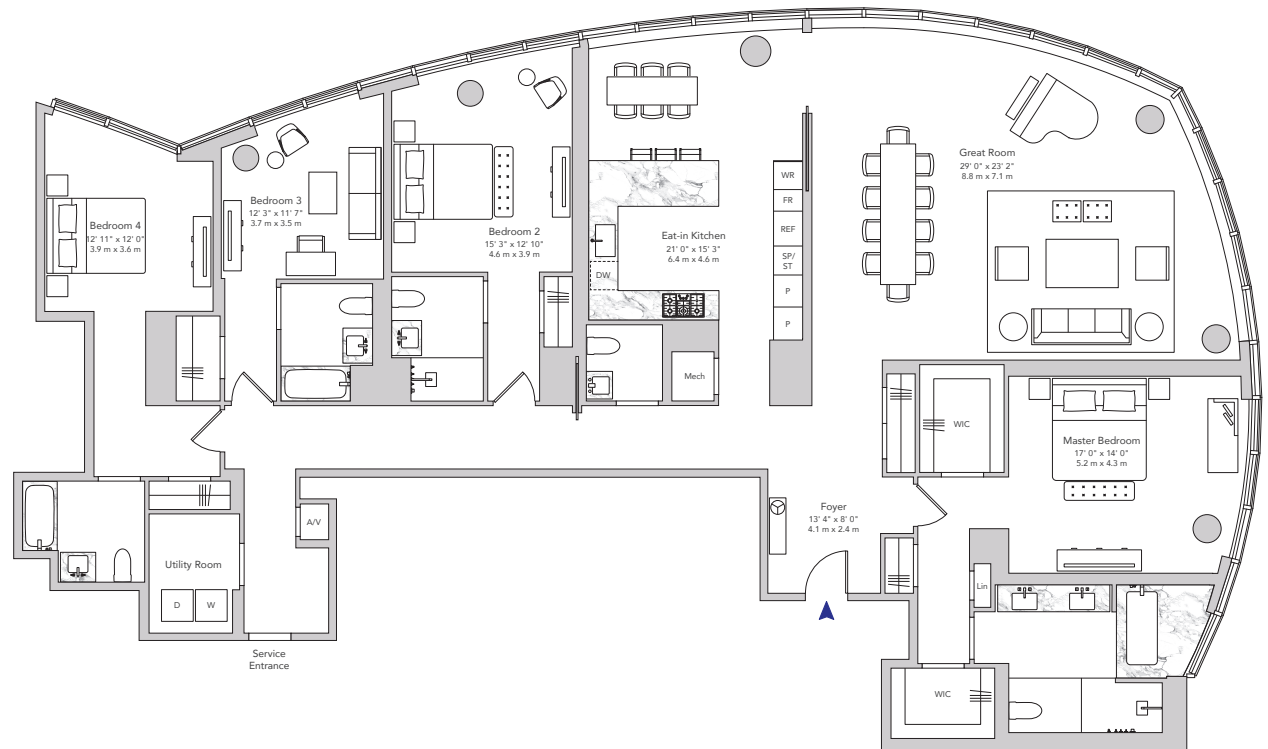 Bedroom 4
12' 11" x 12' 0"
3.9 m x 3.6 m
Bedroom 3
12' 3" x 11' 7"
3.7 m x 3.5 m
Bedroom 2
15' 3" x 12' 10"
4.6 m x 3.9 m
Eat-in Kitchen
21' 0" x 15' 3"
6.4 m x 4.6 m
DW
WR
FR
REF
SP/
ST
P
P
Mech
Great Room
29' 0" x 23' 2"
8.8 m x 7.1 m
WIC
Master Bedroom
17' 0" x 14' 0"
5.2 m x 4.3 m
Foyer
13' 4" x 8' 0"
4.1 m x 2.4 m
A/V
Utility Room
D
W
Service
Entrance
Lin
WIC